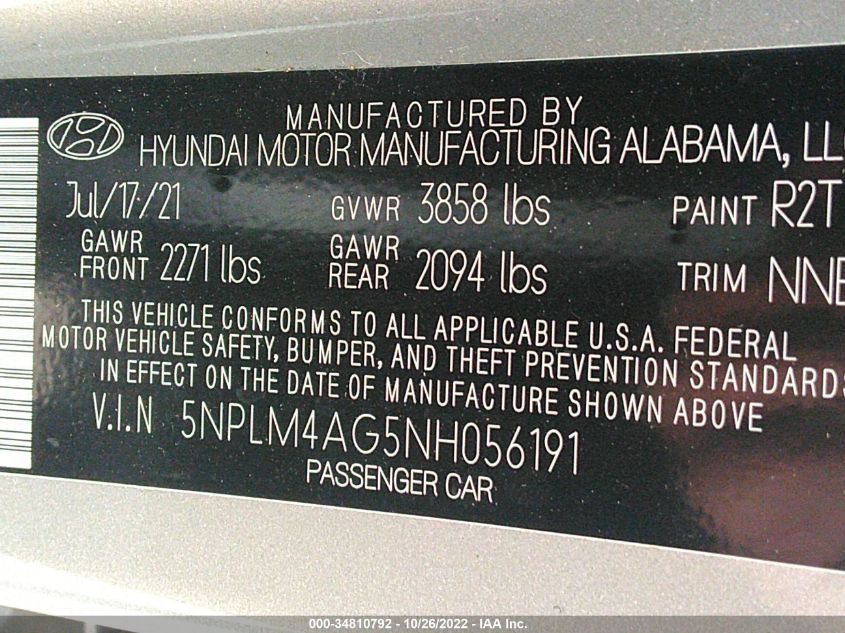 MANUFACTURED BY
HYUNDAI MOTOR MANUFACTURING ALABAMA, LLC
Jul/17/21 GVWR 3858 lbs PAINT R2T
GAWR FRONT 2271 lbs GAWR REAR 2094 lbs TRIM NNB
THIS VEHICLE CONFORMS TO ALL APPLICABLE U.S.A. FEDERAL
MOTOR VEHICLE SAFETY, BUMPER, AND THEFT PREVENTION STANDARDS
IN EFFECT ON THE DATE OF MANUFACTURE SHOWN ABOVE
V.I.N 5NPLM4AG5NH056191
PASSENGER CAR
000-34810792 - 10/26/2022 - IAA Inc.